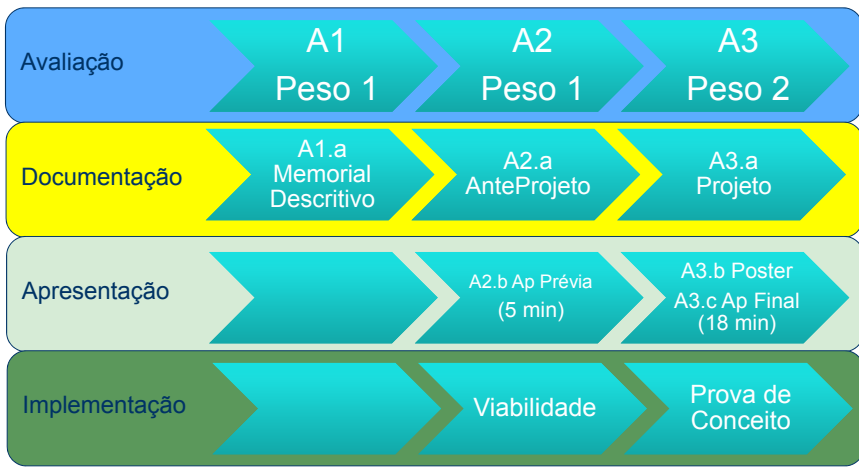 Avaliação
A1
Peso 1
A2
Peso 1
A3
Peso 2
Documentação
A1.a
Memorial
Descritivo
A2.a
AnteProjeto
A3.a
Projeto
Apresentação
A2.b Ap Prévia
(5 min)
A3.b Poster
A3.c Ap Final
(18 min)
Implementação
Viabilidade
Prova de
Conceito